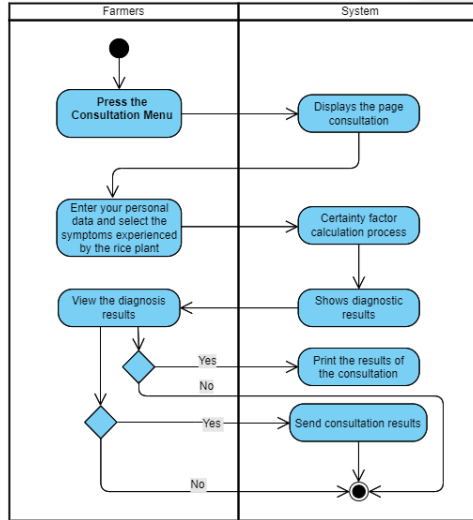 Farmers
System
Press the
Consultation Menu
Displays the page
consultation
Enter your personal
data and select the
symptoms experienced
by the rice plant
Certainty factor
calculation process
View the diagnosis
results
Shows diagnostic
results
Yes
Print the results of
the consultation
No
Yes
Send consultation results
No